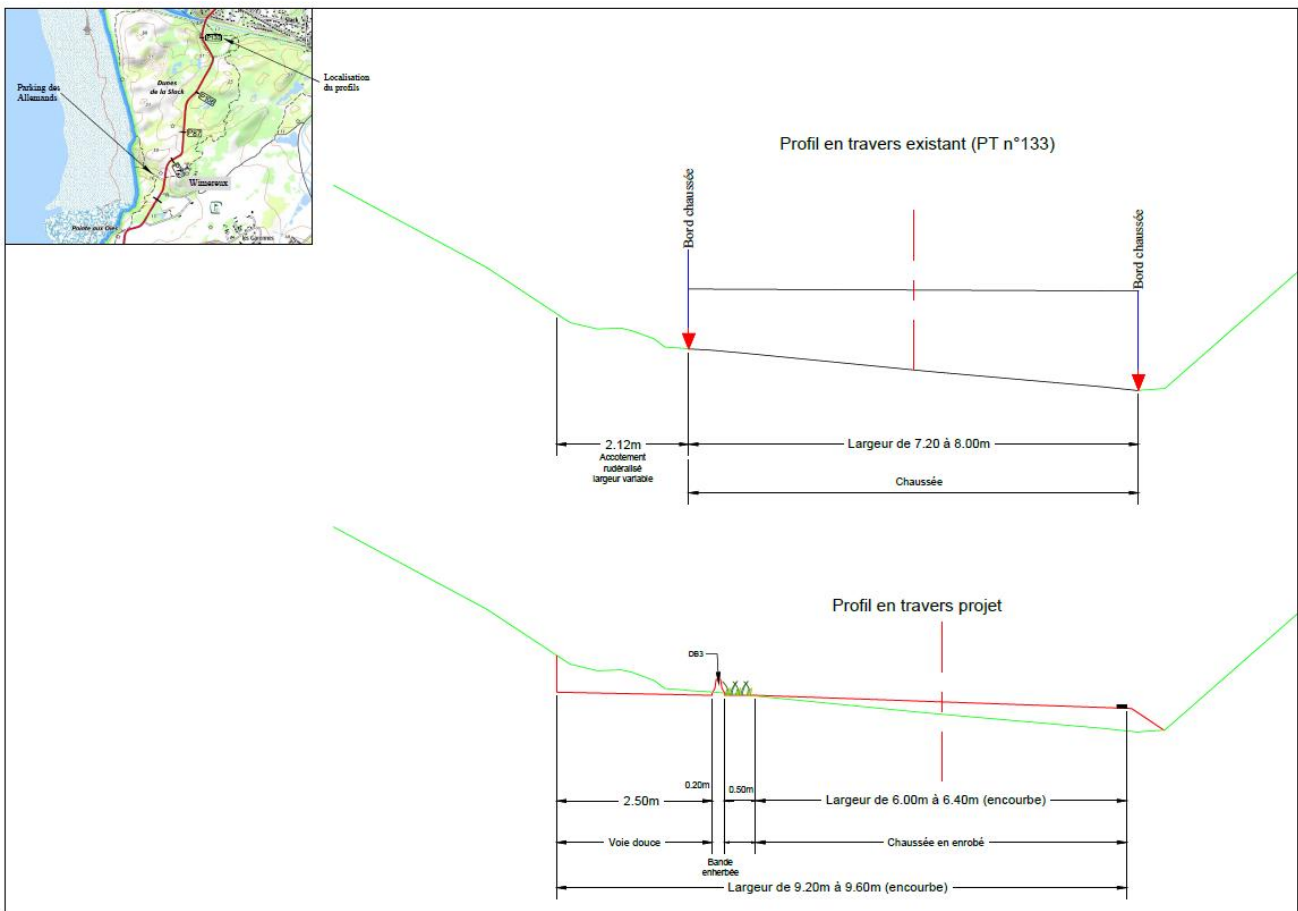 Slack
Localisation
du profils
Parking des
Allemands
Dunes
de la Slack
Wimereux
Pointe aux Oies
les Garennes
Profil en travers existant (PT n°133)
Bord chaussée
Bord chaussée
2.12m
Accotement
rudéralisé
largeur variable
Largeur de 7.20 à 8.00m
Chaussée
Profil en travers projet
DB3
0.20m
0.50m
2.50m
Largeur de 6.00m à 6.40m (encourbe)
Voie douce
Chaussée en enrobé
Bande
enherbée
Largeur de 9.20m à 9.60m (encourbe)